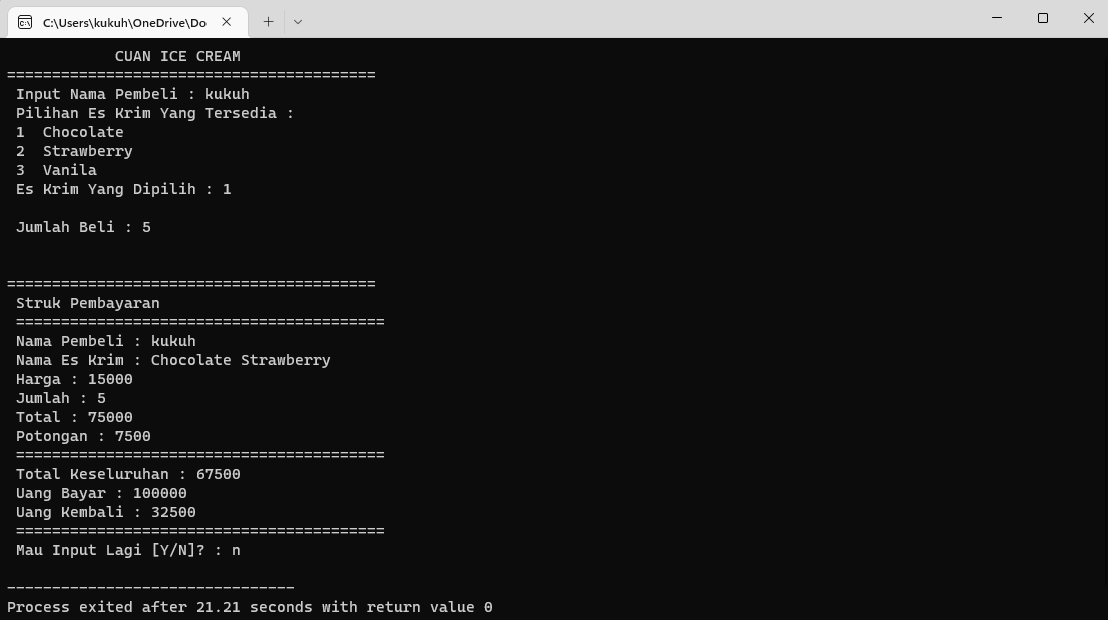 C:\Users\kukuh\OneDrive\Do
CUAN ICE CREAM
=========================================
Input Nama Pembeli : kukuh
Pilihan Es Krim Yang Tersedia :
1  Chocolate
2  Strawberry
3  Vanila
Es Krim Yang Dipilih : 1
Jumlah Beli : 5
=========================================
Struk Pembayaran
=========================================
Nama Pembeli : kukuh
Nama Es Krim : Chocolate Strawberry
Harga : 15000
Jumlah : 5
Total : 75000
Potongan : 7500
=========================================
Total Keseluruhan : 67500
Uang Bayar : 100000
Uang Kembali : 32500
=========================================
Mau Input Lagi [Y/N]? : n
--------------------------------
Process exited after 21.21 seconds with return value 0